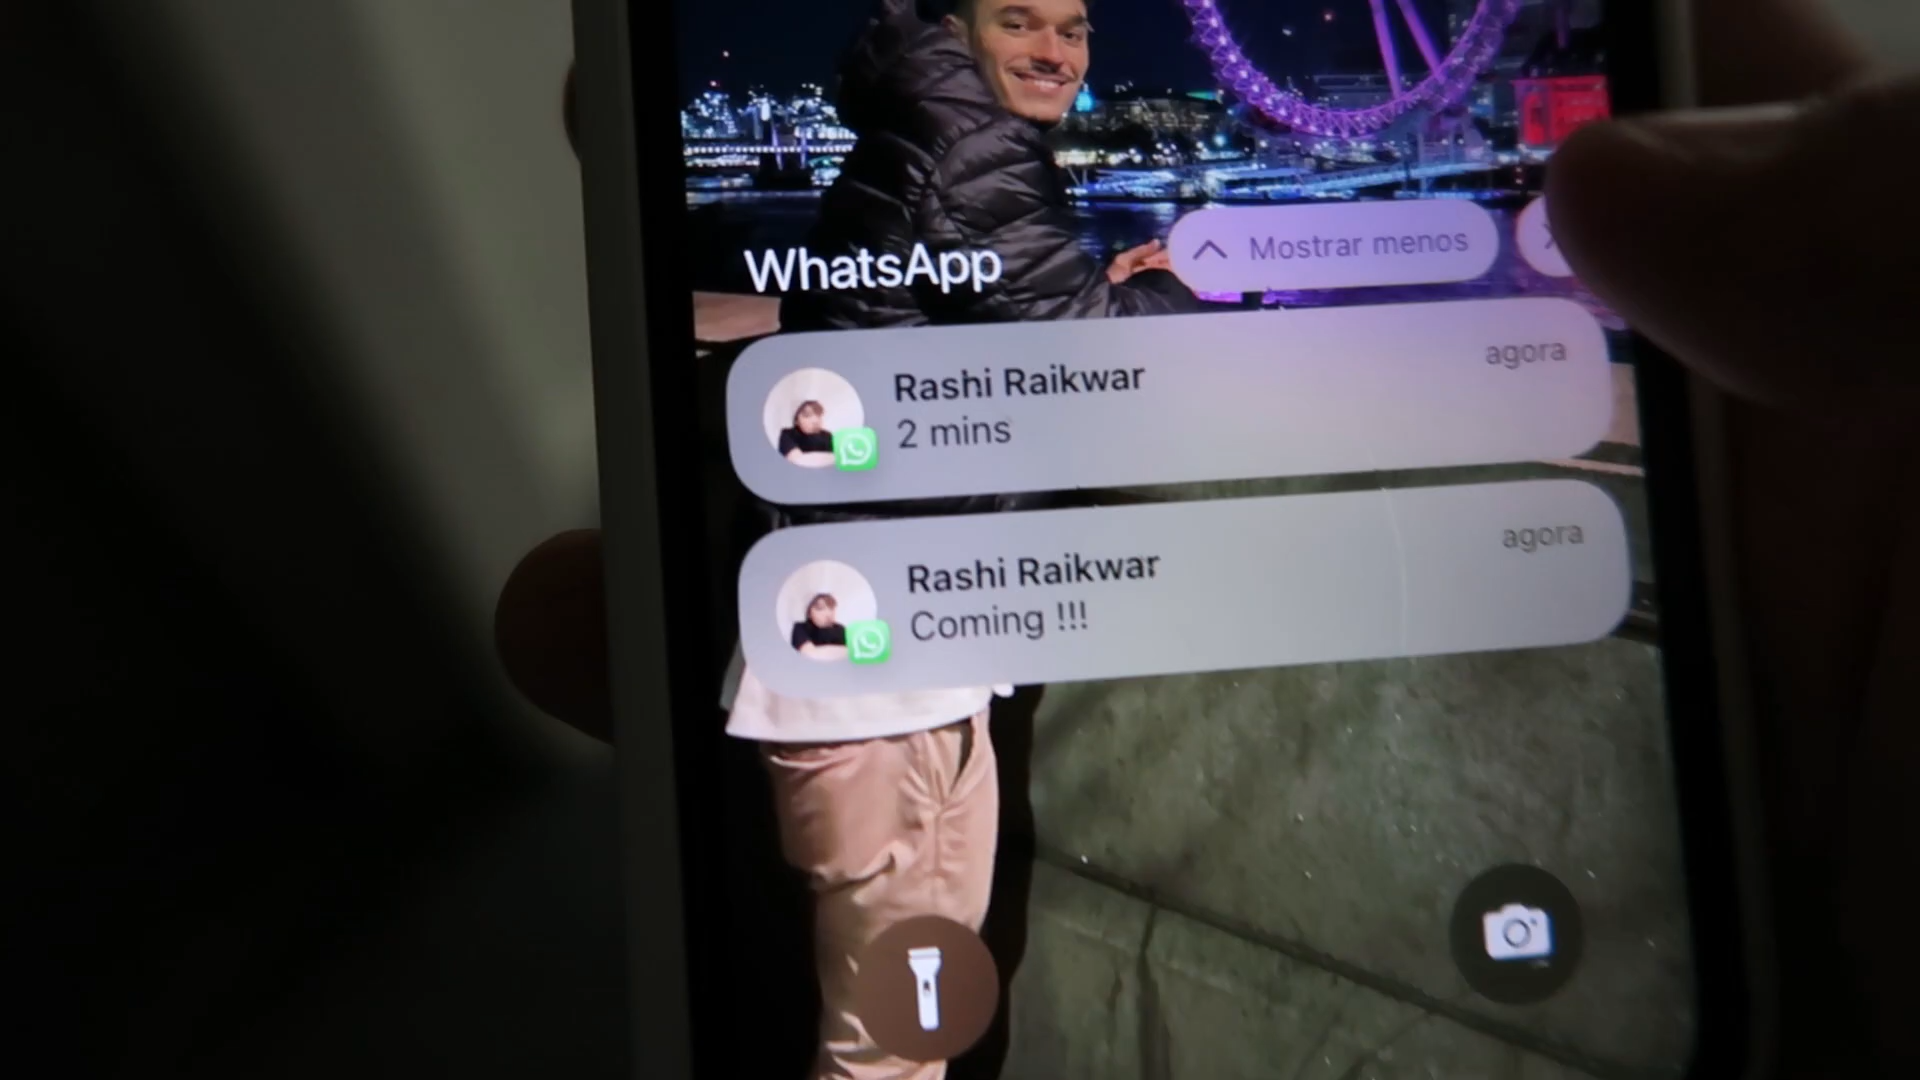 WhatsApp
Mostrar menos
Rashi Raikwar
agora
2 mins
Rashi Raikwar
agora
Coming !!!